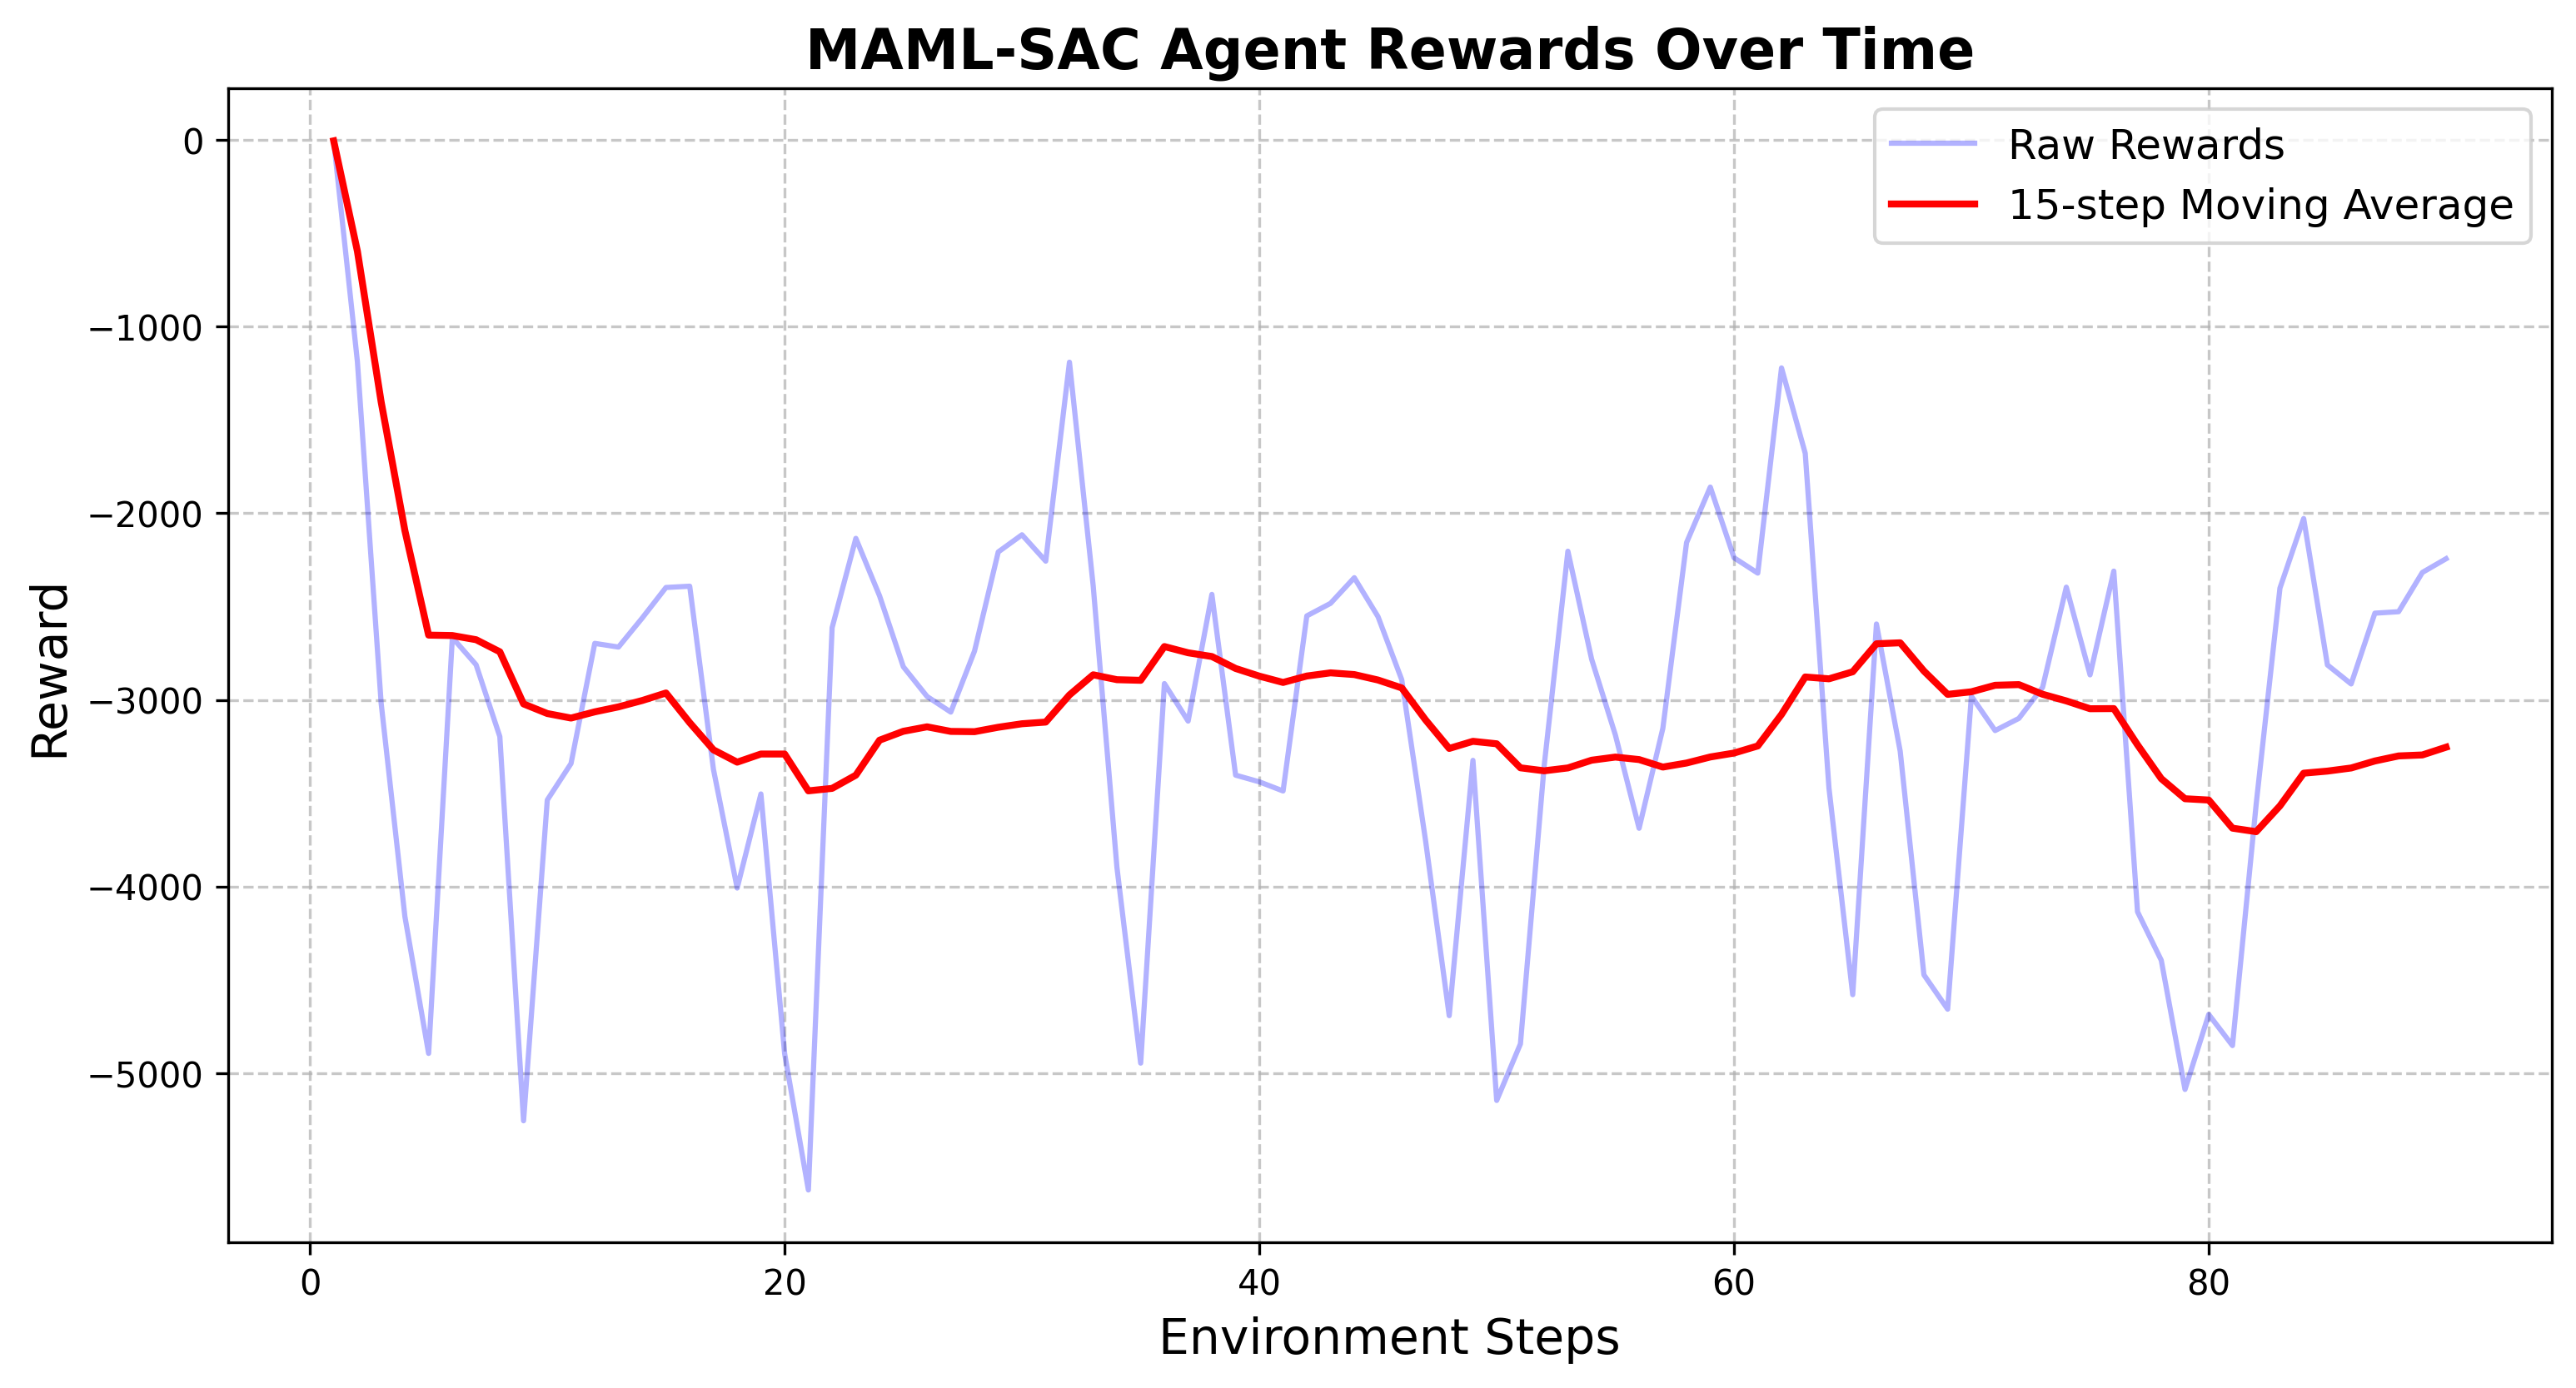 MAML-SAC Agent Rewards Over Time
Raw Rewards
15-step Moving Average
0
−1000
−2000
−3000
−4000
−5000
Reward
0 20 40 60 80
Environment Steps